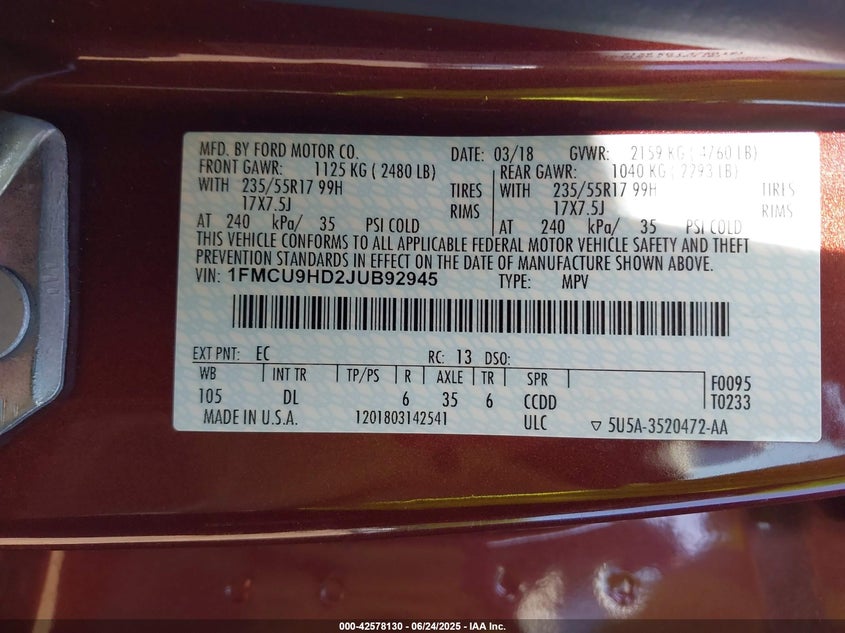 MFD. BY FORD MOTOR CO. DATE: 03/18 GVWR: 2159 KG (4760 LB)
FRONT GAWR: 1125 KG (2480 LB) REAR GAWR: 1040 KG (2293 LB)
WITH 235/55R17 99H TIRES WITH 235/55R17 99H TIRES
17X7.5J RIMS 17X7.5J RIMS
AT 240 kPa/ 35 PSI COLD AT 240 kPa/ 35 PSI COLD
THIS VEHICLE CONFORMS TO ALL APPLICABLE FEDERAL MOTOR VEHICLE SAFETY AND THEFT
PREVENTION STANDARDS IN EFFECT ON THE DATE OF MANUFACTURE SHOWN ABOVE.
VIN: 1FMCU9HD2JUB92945 TYPE: MPV
EXT PNT: EC RC: 13 DSO:
WB INT TR TP/PS R AXLE TR SPR F0095
105 DL 6 35 6 CCDD T0233
MADE IN U.S.A. 1201803142541 ULC ▽ 5U5A-3520472-AA
000-42578130 - 06/24/2025 - IAA Inc.